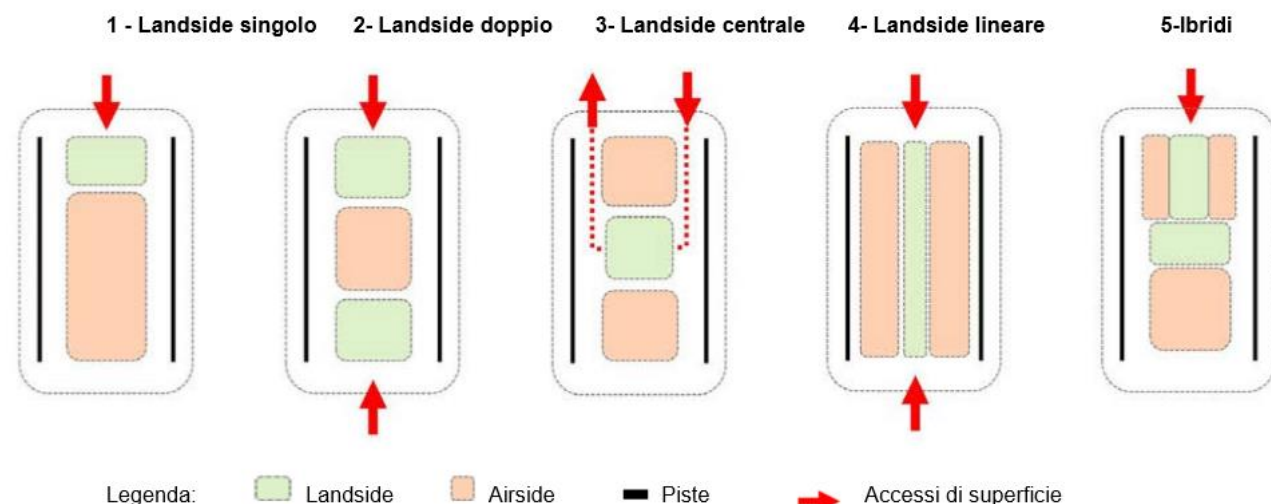 1 - Landside singolo 2- Landside doppio 3- Landside centrale 4- Landside lineare 5-Ibridi
Legenda: Landside Airside Piste Accessi di superficie